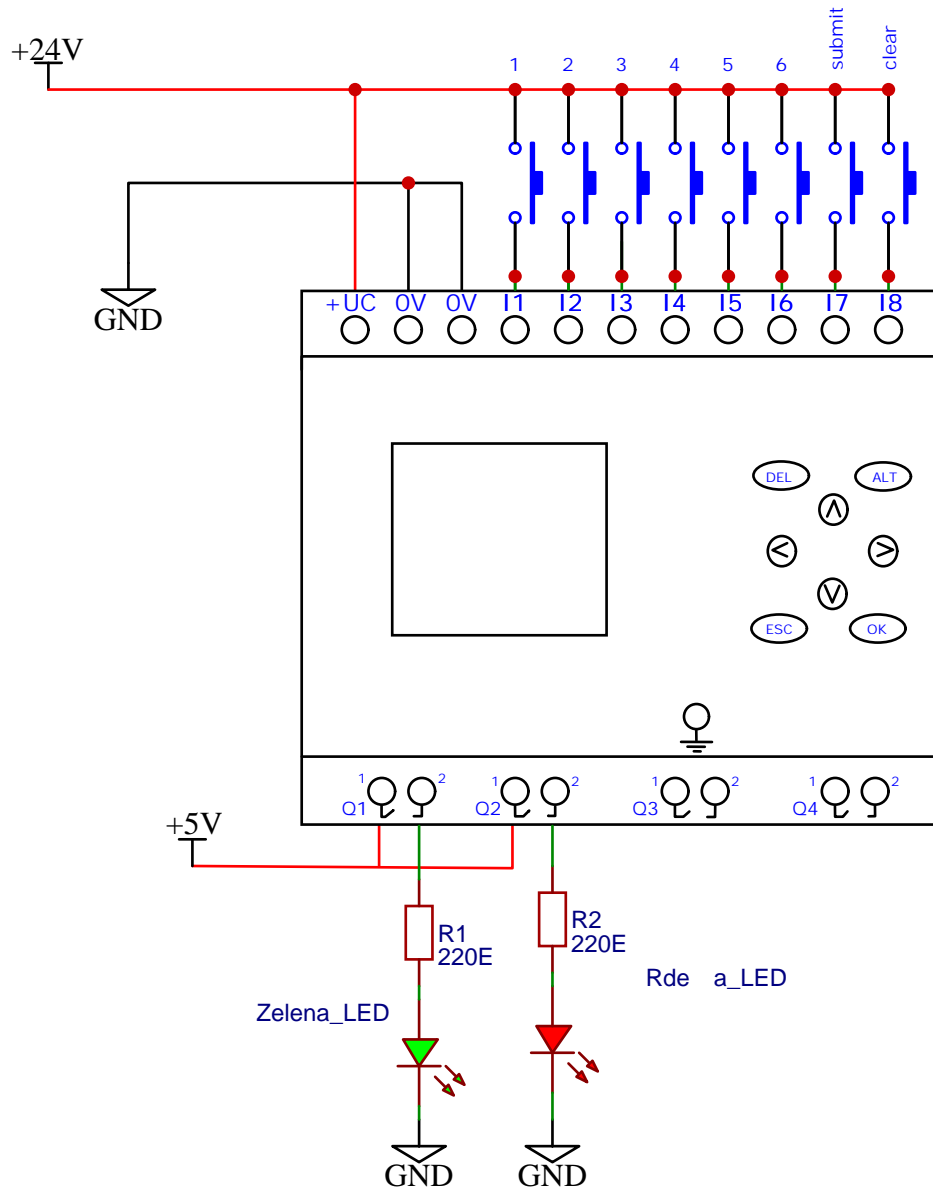 +24V
1 2 3 4 5 6 submit clear
GND
+UC 0V 0V I1 I2 I3 I4 I5 I6 I7 I8
DEL ALT
ESC OK
1 2 1 2 1 2 1 2
Q1 Q2 Q3 Q4
+5V
R1
220E
R2
220E
Rde a_LED
Zelena_LED
GND GND